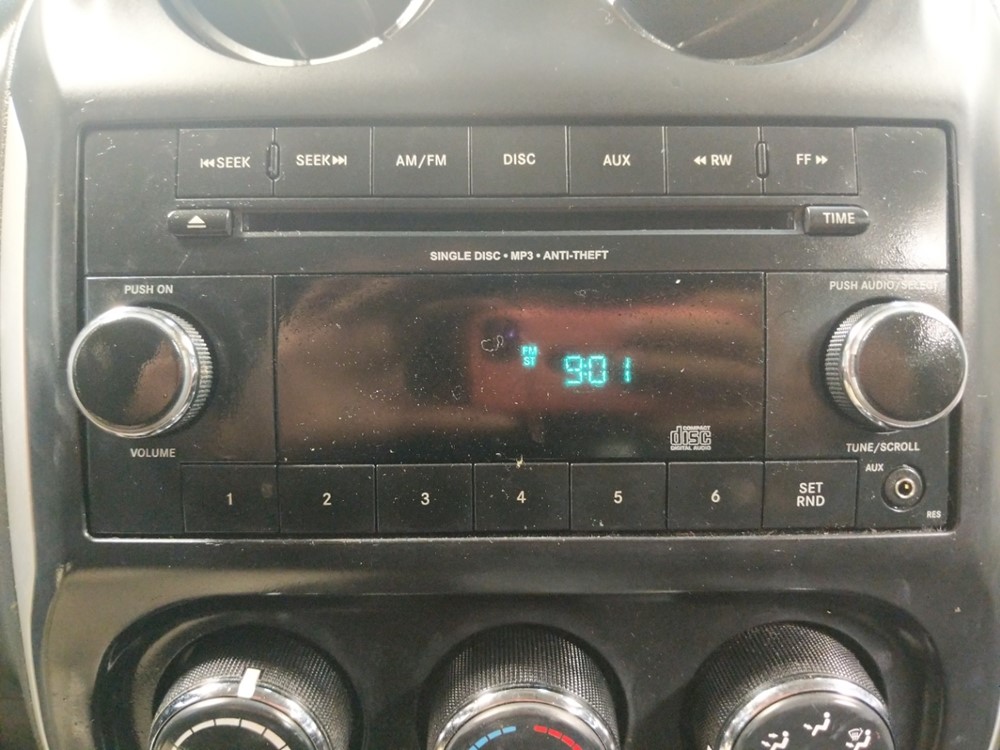 SEEK
SEEK
AM/FM
DISC
AUX
RW
FF
TIME
SINGLE DISC • MP3 • ANTI-THEFT
PUSH ON
PUSH AUDIO/SELECT
FM
ST
9:01
COMPACT
disc
DIGITAL AUDIO
VOLUME
TUNE/SCROLL
1
2
3
4
5
6
SET
RND
AUX
RES